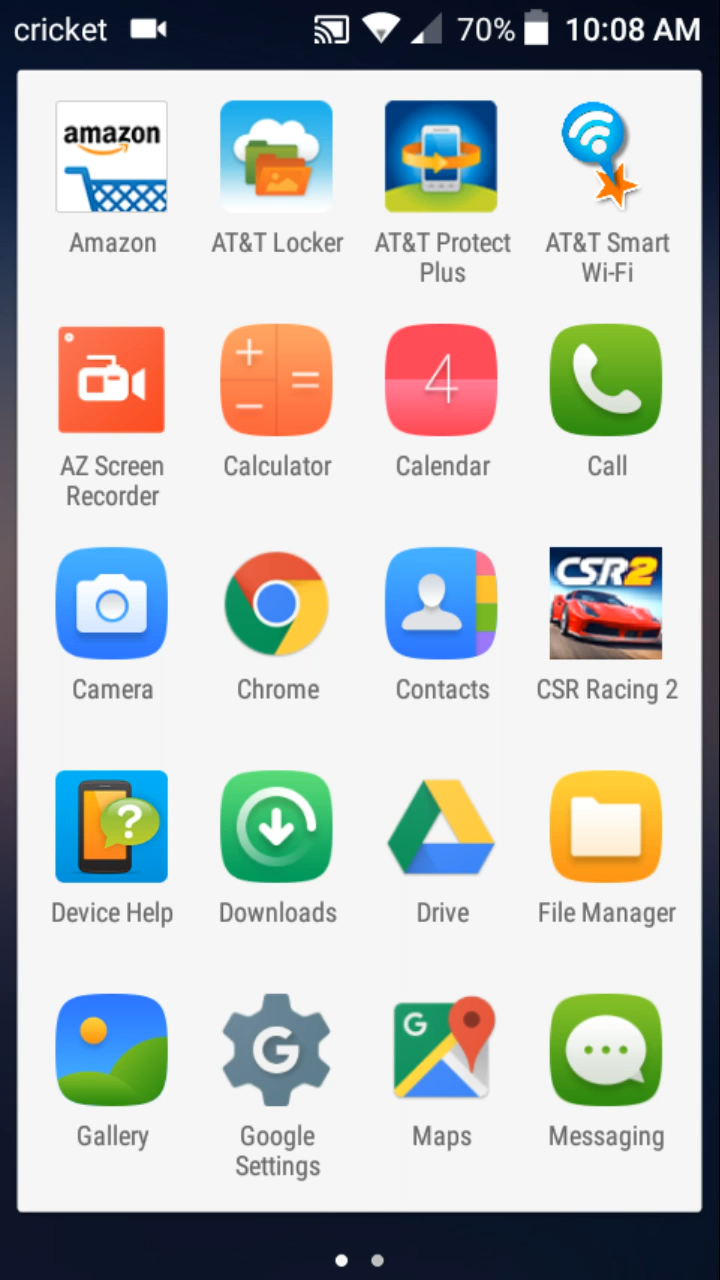 cricket 70% 10:08 AM
amazon
Amazon AT&T Locker AT&T Protect Plus AT&T Smart Wi-Fi
4
AZ Screen Recorder Calculator Calendar Call
CSR2
Camera Chrome Contacts CSR Racing 2
?
Device Help Downloads Drive File Manager
G G
Gallery Google Settings Maps Messaging